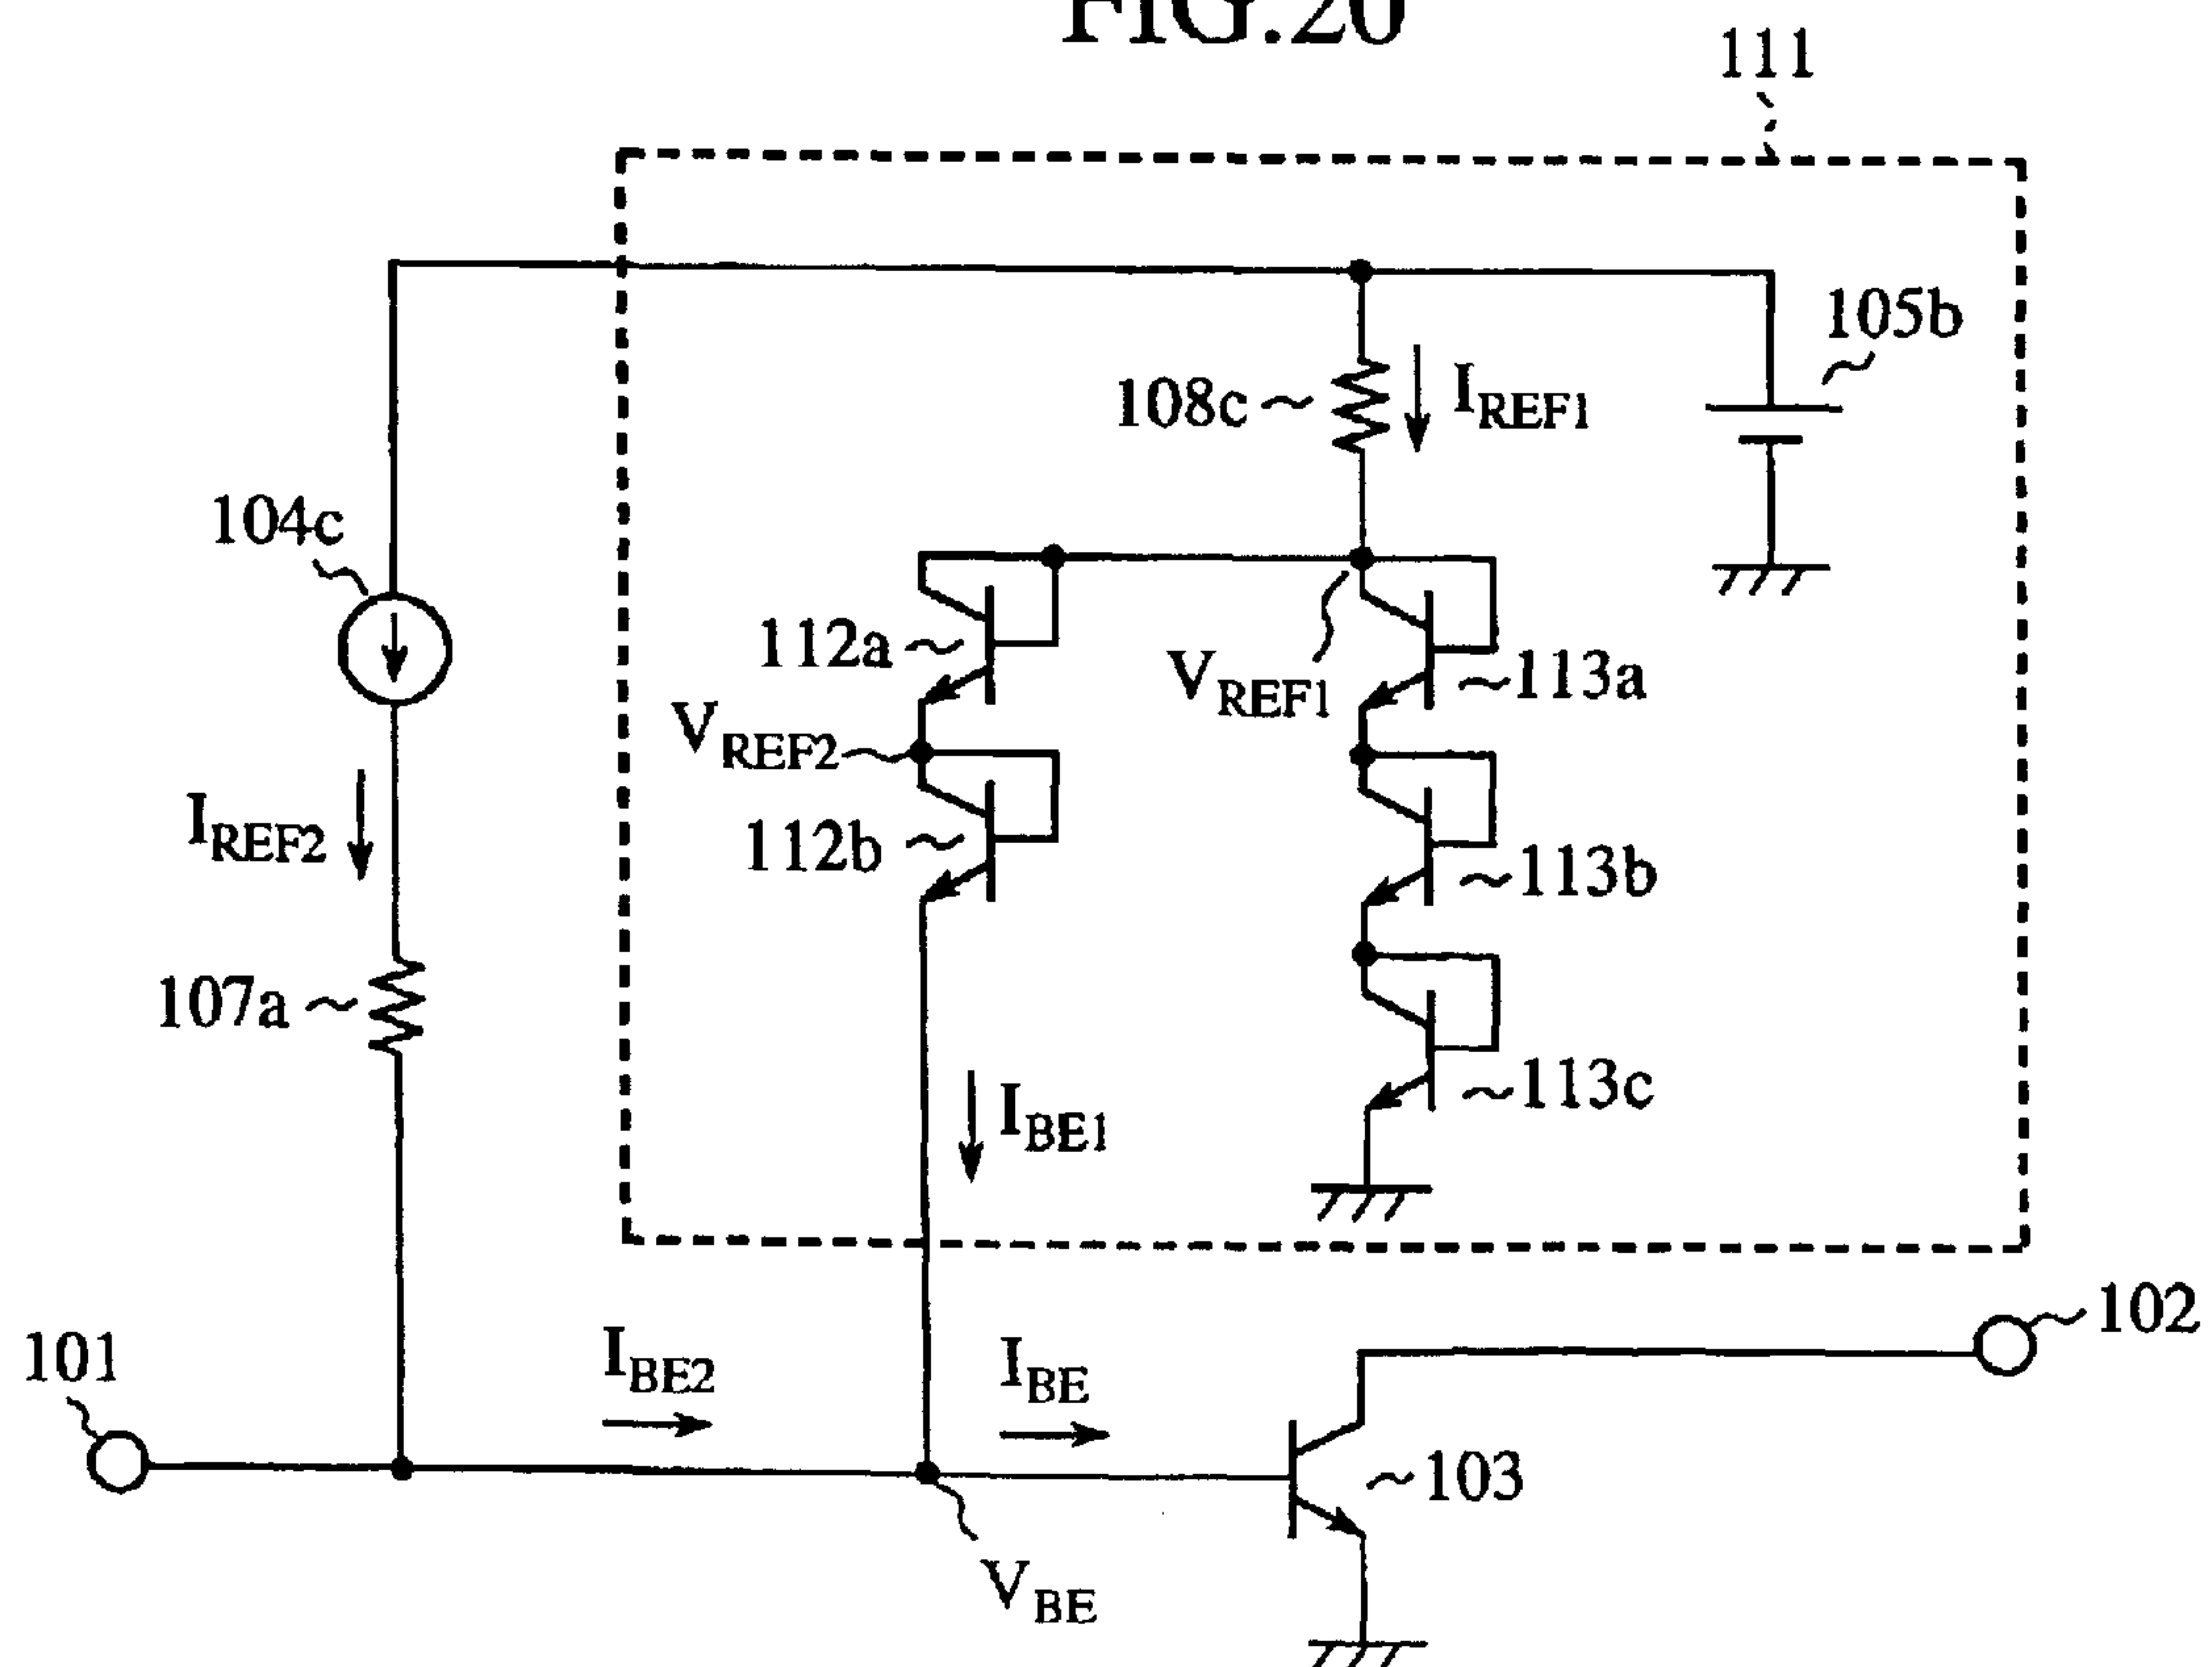 FIG.20
111
105b
108c
I_REF1
104c
112a
V_REF1
113a
V_REF2
I_REF2
112b
113b
107a
113c
I_BE1
101
I_BE2
I_BE
102
103
V_BE